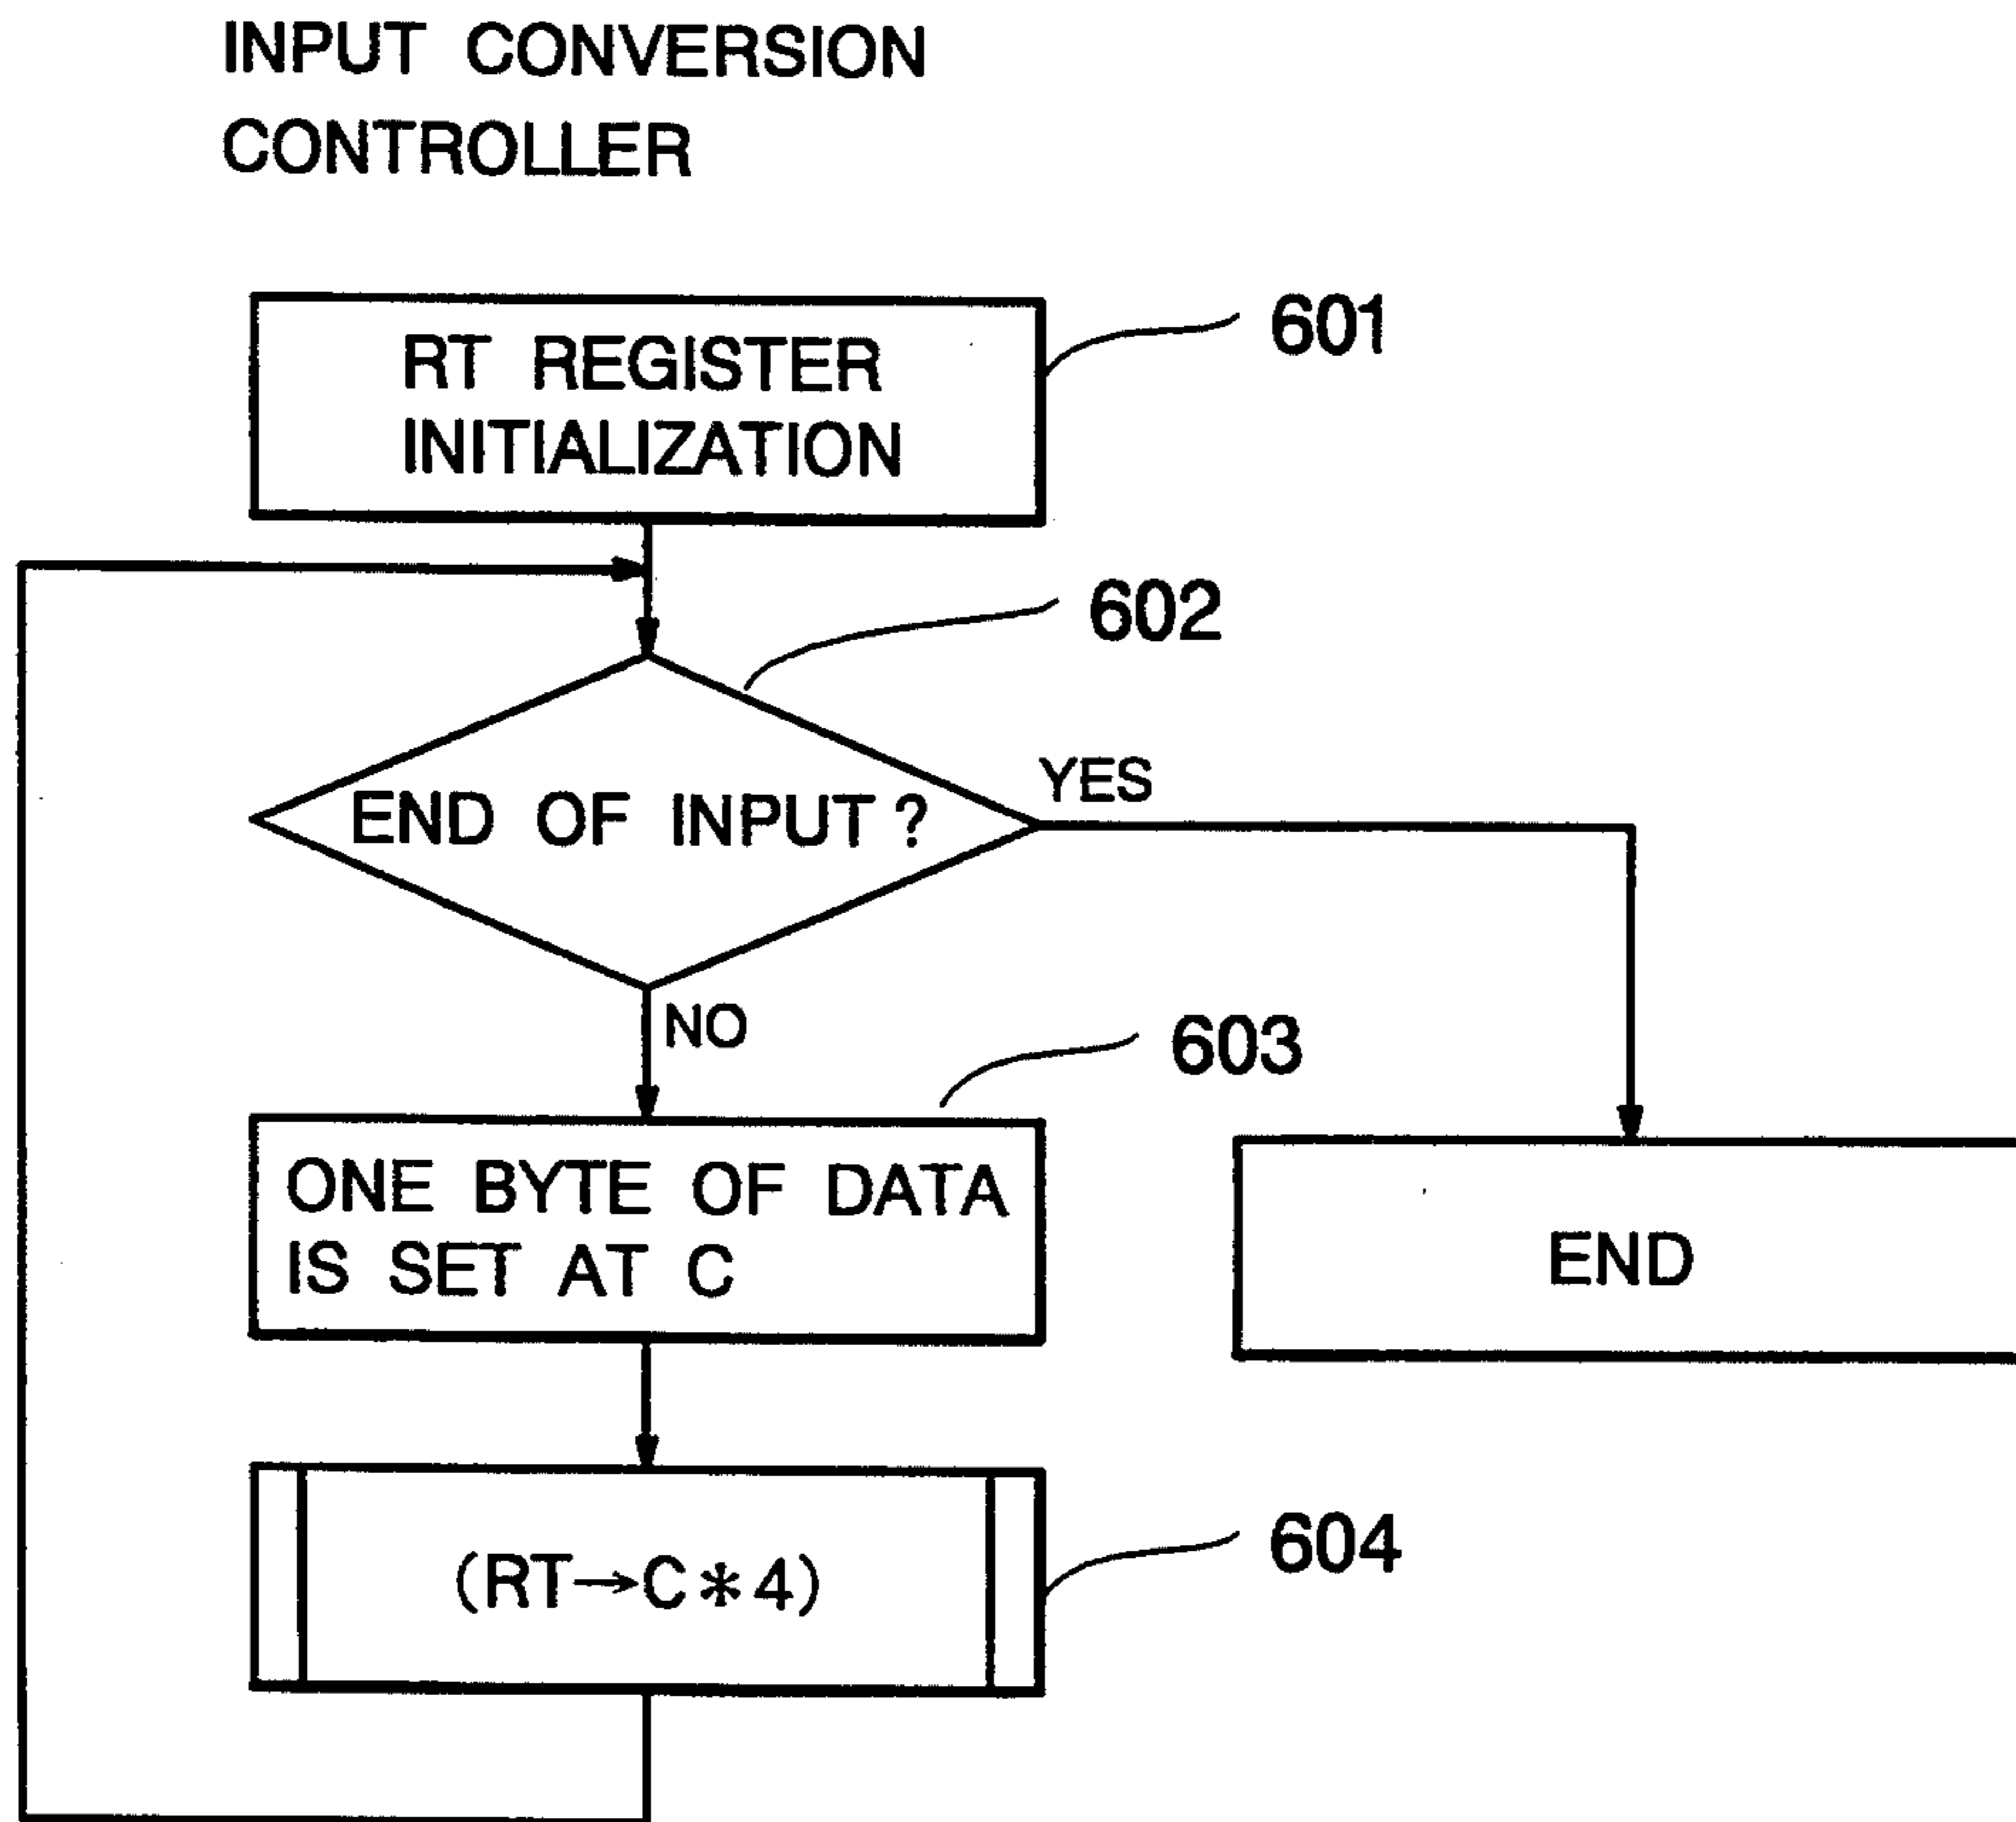 INPUT CONVERSION
CONTROLLER
RT REGISTER
INITIALIZATION
601
602
END OF INPUT ?
YES
NO
603
ONE BYTE OF DATA
IS SET AT C
END
(RT→C*4)
604